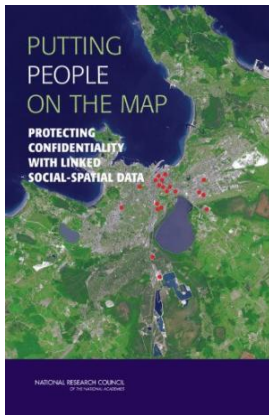 PUTTING
PEOPLE
ON THE MAP
PROTECTING
CONFIDENTIALITY
WITH LINKED
SOCIAL-SPATIAL DATA
NATIONAL RESEARCH COUNCIL
OF THE NATIONAL ACADEMIES